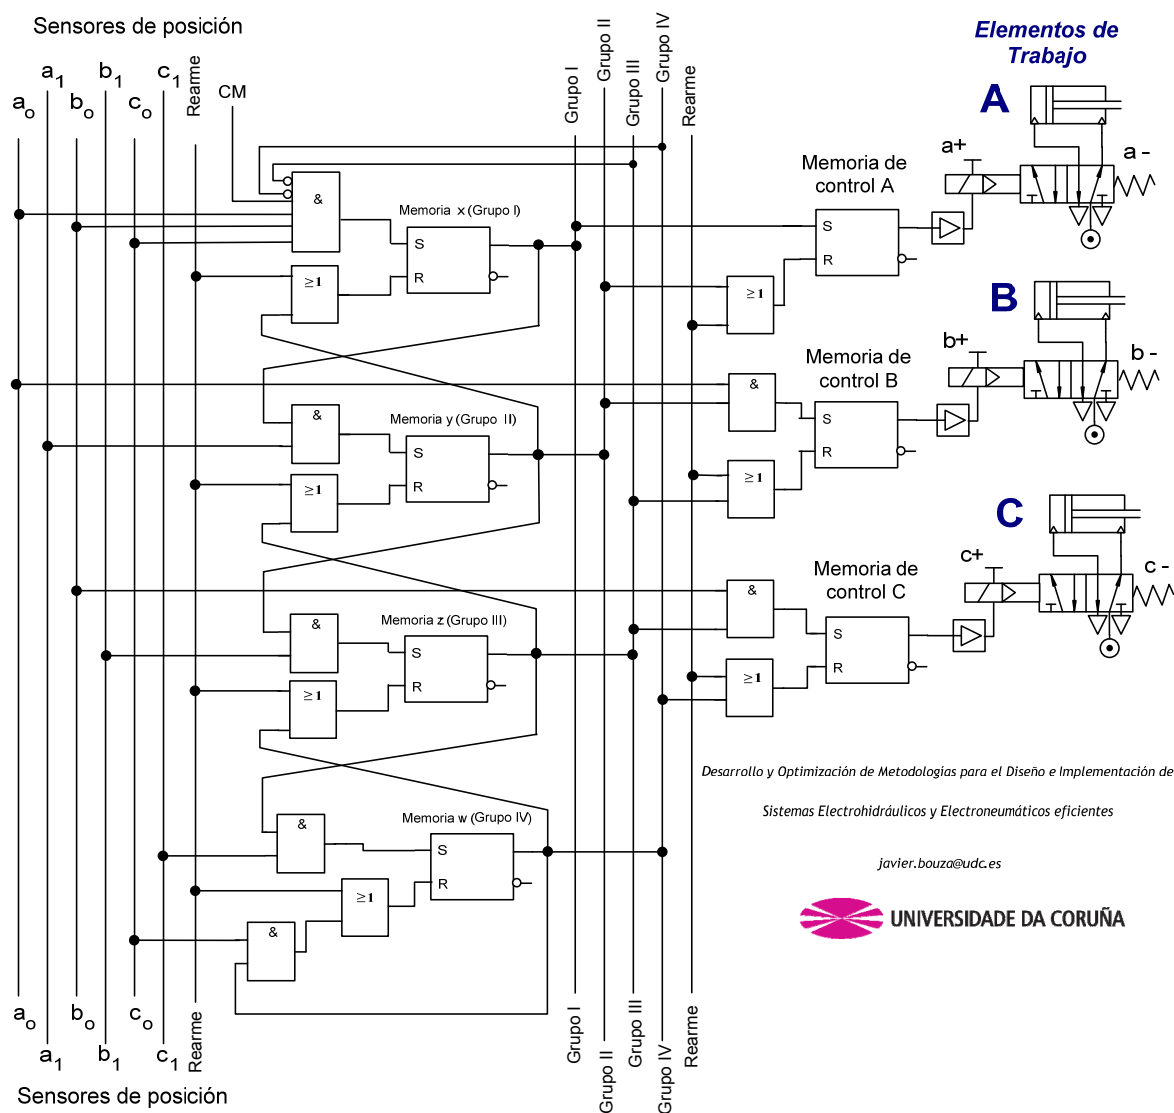 Sensores de posición
a1
b1
c1
ao
bo
co
Rearme
CM
Grupo I
Grupo II
Grupo III
Grupo IV
Rearme
Elementos de
Trabajo
A
a+
a -
Memoria de
control A
&
Memoria x (Grupo I)
S
R
≥1
S
R
≥1
B
b+
b -
Memoria de
control B
&
S
R
≥1
&
Memoria y (Grupo II)
S
R
≥1
C
c+
c -
Memoria de
control C
&
S
R
≥1
&
Memoria z (Grupo III)
S
R
≥1
&
Memoria w (Grupo IV)
S
R
≥1
&
Desarrollo y Optimización de Metodologías para el Diseño e Implementación de
Sistemas Electrohidráulicos y Electroneumáticos eficientes
javier.bouza@udc.es
UNIVERSIDADE DA CORUÑA
ao
bo
co
a1
b1
c1
Rearme
Grupo I
Grupo II
Grupo III
Grupo IV
Rearme
Sensores de posición